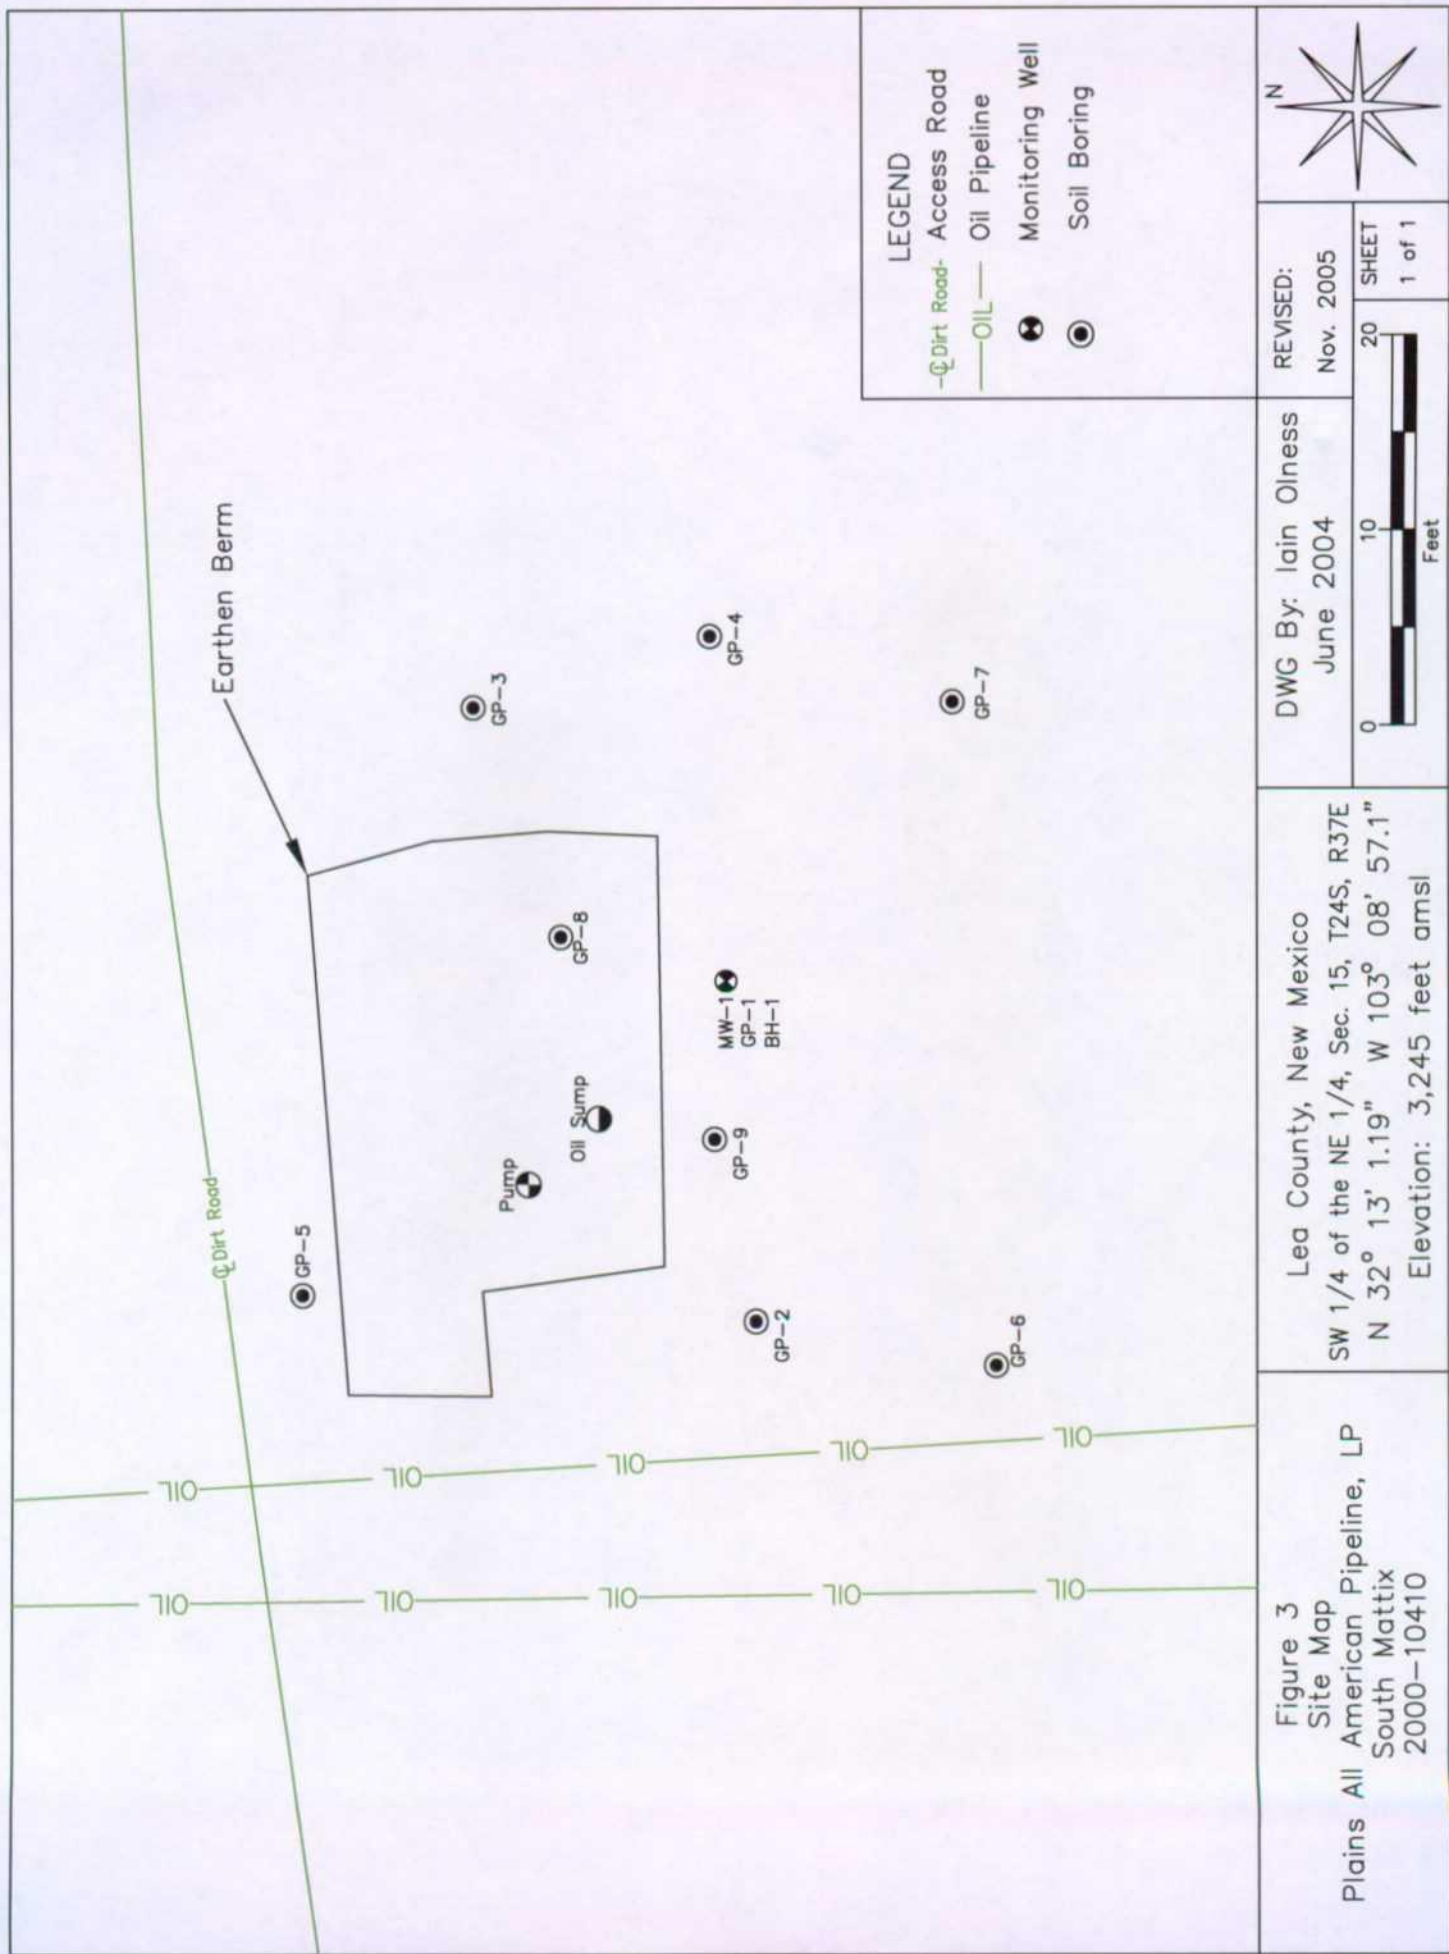 Earthen Berm
℄ Dirt Road
GP-5
GP-3
GP-8
Pump
Oil Sump
GP-4
MW-1
GP-1
BH-1
GP-9
GP-2
GP-7
GP-6
OIL
OIL
OIL
OIL
OIL
OIL
OIL
OIL
OIL
OIL
LEGEND
℄ Dirt Road Access Road
OIL Oil Pipeline
Monitoring Well
Soil Boring
Figure 3
Site Map
Plains All American Pipeline, LP
South Mattix
2000-10410
Lea County, New Mexico
SW 1/4 of the NE 1/4, Sec. 15, T24S, R37E
N 32° 13' 1.19" W 103° 08' 57.1"
Elevation: 3,245 feet amsl
DWG By: Iain Olness
June 2004
REVISED:
Nov. 2005
0 10 20
Feet
SHEET
1 of 1
N